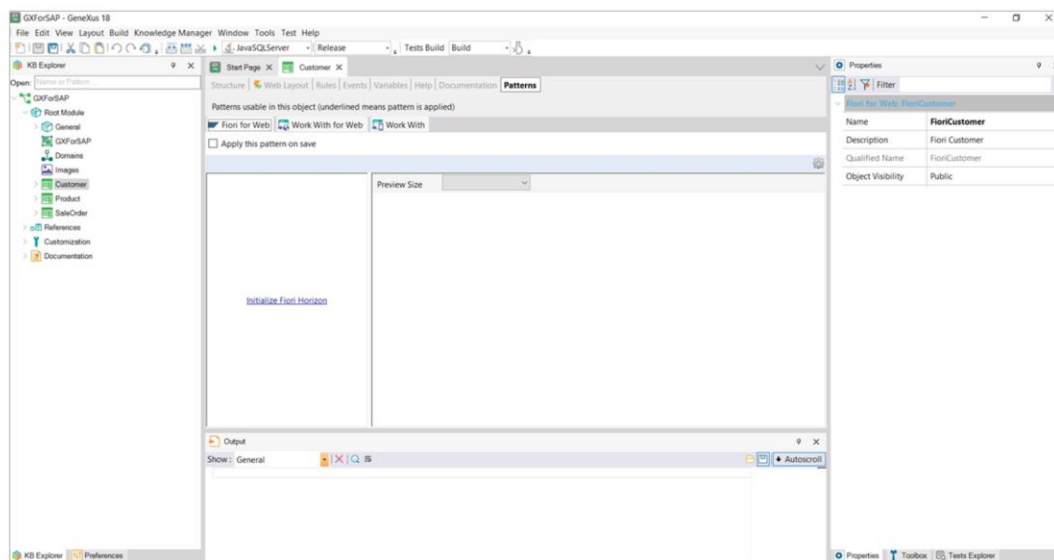 GXForSAP - GeneXus 18
File Edit View Layout Build Knowledge Manager Window Tools Test Help
JavaSQLServer Release Tests Build Build
KB Explorer
Open: Name or Pattern ...
GXForSAP
Root Module
General
GXForSAP
Domains
Images
Customer
Product
SaleOrder
References
Customization
Documentation
KB Explorer Preferences
Start Page X Customer X
Structure Web Layout Rules Events Variables Help Documentation Patterns
Patterns usable in this object (underlined means pattern is applied)
Fiori for Web Work With for Web Work With
Apply this pattern on save
Preview Size
Initialize Fiori Horizon
Output
Show: General Autoscroll
Properties
Filter
Fiori for Web: FioriCustomer
Name FioriCustomer
Description Fiori Customer
Qualified Name FioriCustomer
Object Visibility Public
Properties Toolbox Tests Explorer